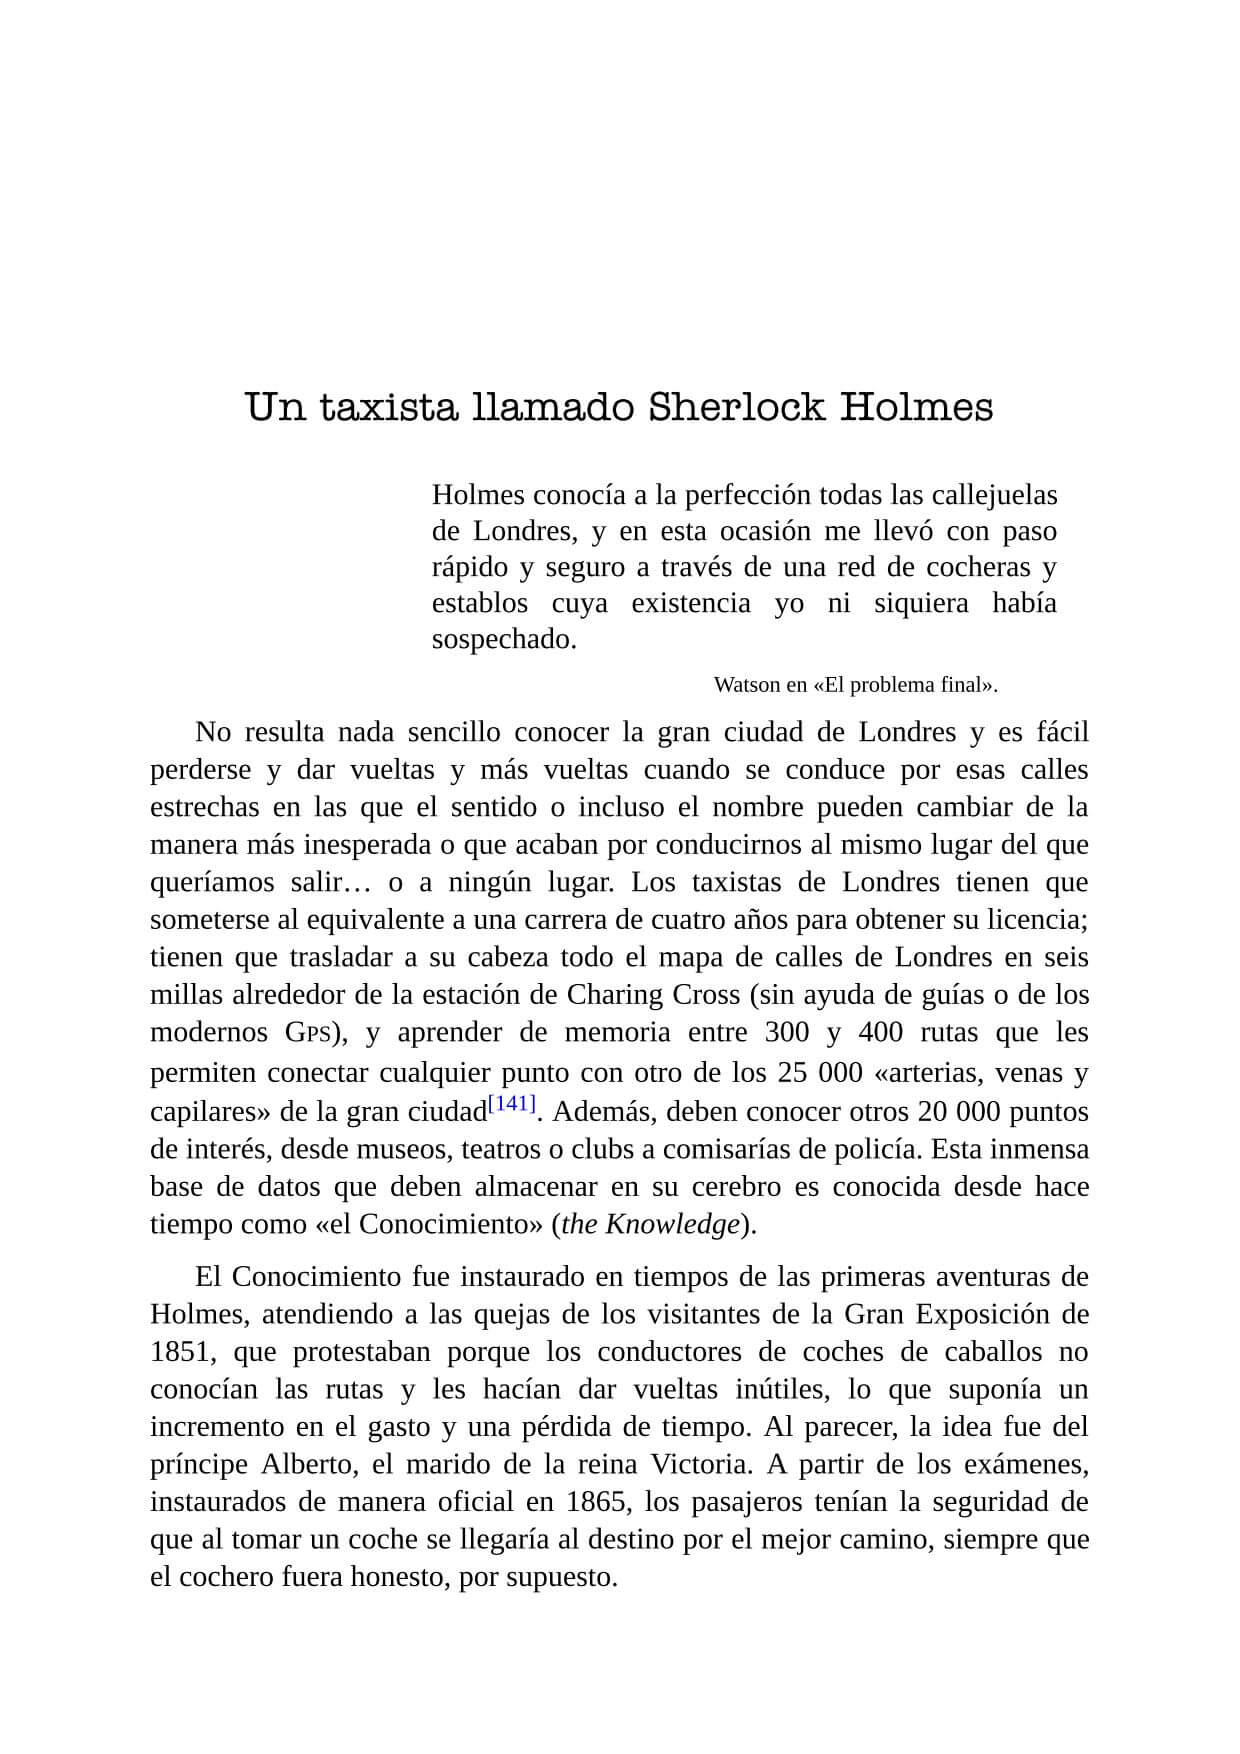 Un taxista llamado Sherlock Holmes
Holmes conocía a la perfección todas las callejuelas
de Londres, y en esta ocasión me llevó con paso
rápido y seguro a través de una red de cocheras y
establos cuya existencia yo ni siquiera había
sospechado.
Watson en «El problema final».
No resulta nada sencillo conocer la gran ciudad de Londres y es fácil
perderse y dar vueltas y más vueltas cuando se conduce por esas calles
estrechas en las que el sentido o incluso el nombre pueden cambiar de la
manera más inesperada o que acaban por conducirnos al mismo lugar del que
queríamos salir… o a ningún lugar. Los taxistas de Londres tienen que
someterse al equivalente a una carrera de cuatro años para obtener su licencia;
tienen que trasladar a su cabeza todo el mapa de calles de Londres en seis
millas alrededor de la estación de Charing Cross (sin ayuda de guías o de los
modernos GPS), y aprender de memoria entre 300 y 400 rutas que les
permiten conectar cualquier punto con otro de los 25 000 «arterias, venas y
capilares» de la gran ciudad[141]. Además, deben conocer otros 20 000 puntos
de interés, desde museos, teatros o clubs a comisarías de policía. Esta inmensa
base de datos que deben almacenar en su cerebro es conocida desde hace
tiempo como «el Conocimiento» (the Knowledge).
El Conocimiento fue instaurado en tiempos de las primeras aventuras de
Holmes, atendiendo a las quejas de los visitantes de la Gran Exposición de
1851, que protestaban porque los conductores de coches de caballos no
conocían las rutas y les hacían dar vueltas inútiles, lo que suponía un
incremento en el gasto y una pérdida de tiempo. Al parecer, la idea fue del
príncipe Alberto, el marido de la reina Victoria. A partir de los exámenes,
instaurados de manera oficial en 1865, los pasajeros tenían la seguridad de
que al tomar un coche se llegaría al destino por el mejor camino, siempre que
el cochero fuera honesto, por supuesto.